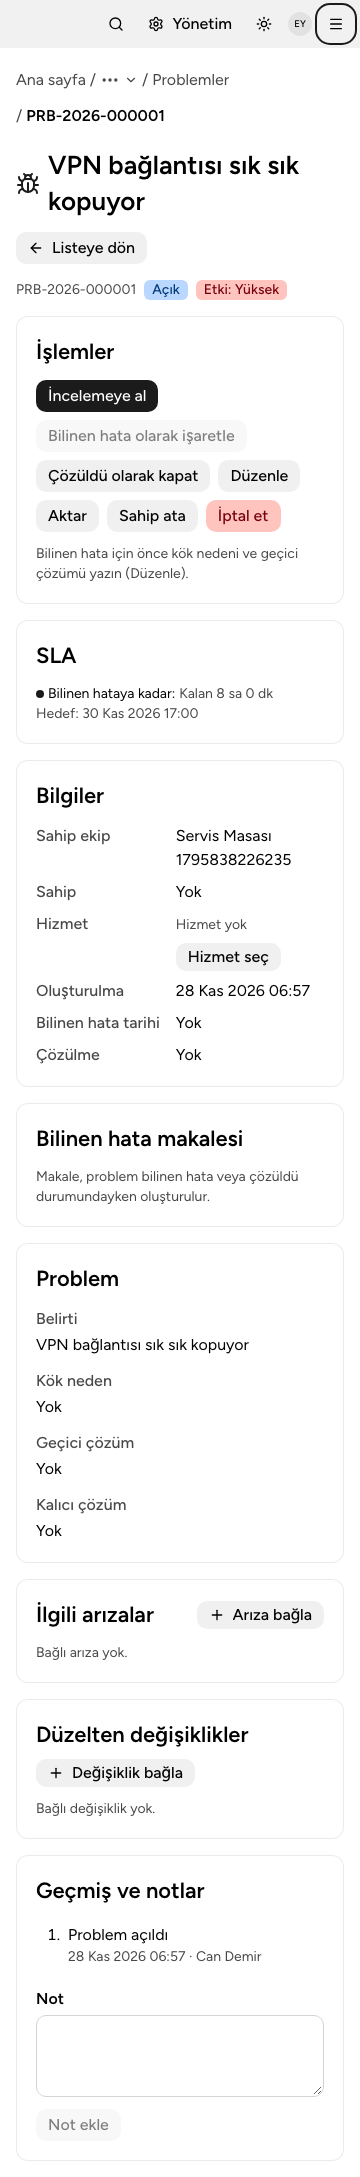 Yönetim
EY
Ana sayfa / ··· / Problemler
/ PRB-2026-000001
VPN bağlantısı sık sık
kopuyor
Listeye dön
PRB-2026-000001 Açık Etki: Yüksek
İşlemler
İncelemeye al
Bilinen hata olarak işaretle
Çözüldü olarak kapat Düzenle
Aktar Sahip ata İptal et
Bilinen hata için önce kök nedeni ve geçici
çözümü yazın (Düzenle).
SLA
Bilinen hataya kadar: Kalan 8 sa 0 dk
Hedef: 30 Kas 2026 17:00
Bilgiler
Sahip ekip Servis Masası
1795838226235
Sahip Yok
Hizmet Hizmet yok
Hizmet seç
Oluşturulma 28 Kas 2026 06:57
Bilinen hata tarihi Yok
Çözülme Yok
Bilinen hata makalesi
Makale, problem bilinen hata veya çözüldü
durumundayken oluşturulur.
Problem
Belirti
VPN bağlantısı sık sık kopuyor
Kök neden
Yok
Geçici çözüm
Yok
Kalıcı çözüm
Yok
İlgili arızalar + Arıza bağla
Bağlı arıza yok.
Düzelten değişiklikler
+ Değişiklik bağla
Bağlı değişiklik yok.
Geçmiş ve notlar
1. Problem açıldı
28 Kas 2026 06:57 · Can Demir
Not
Not ekle